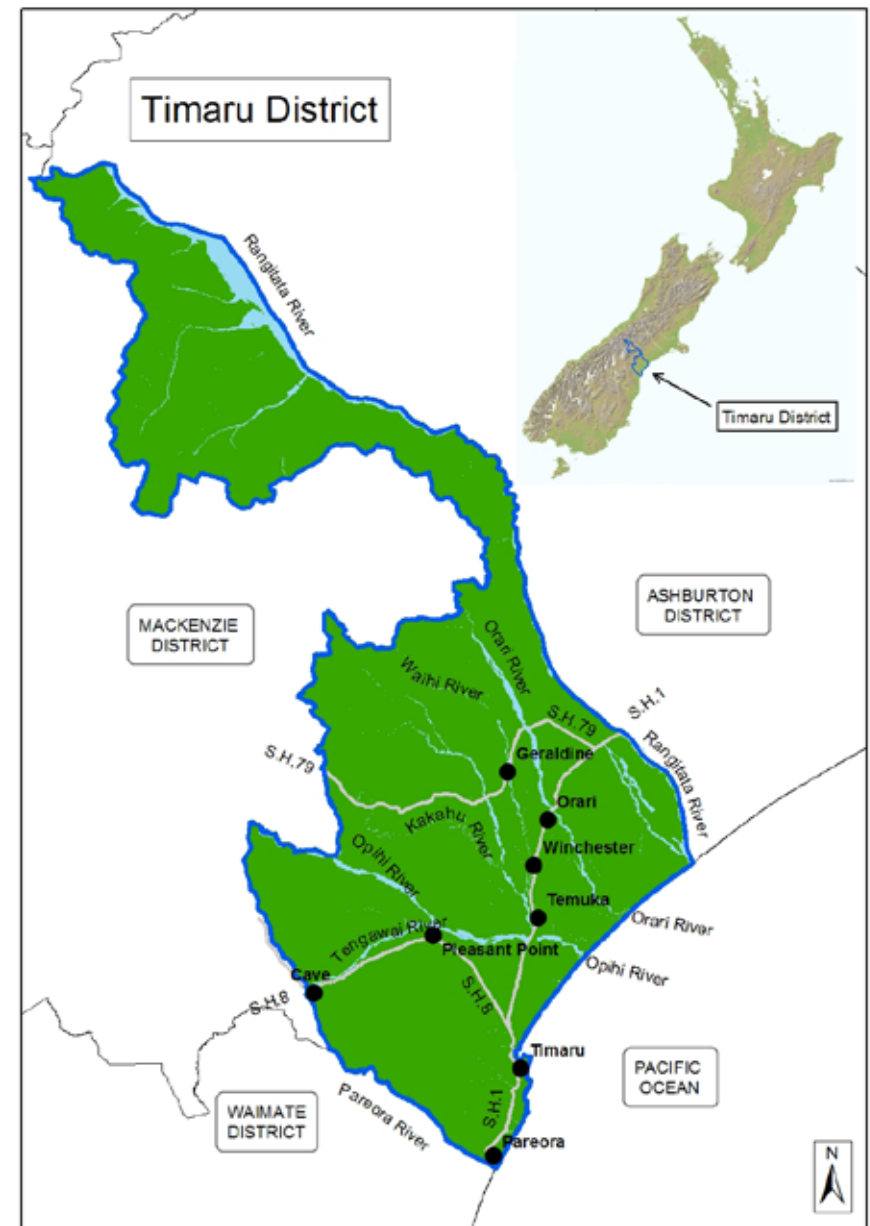 Timaru District
Rangitata River
Timaru District
MACKENZIE
DISTRICT
ASHBURTON
DISTRICT
Orari River
Waihi River
S.H.1
S.H.79
S.H.79
Rangitata River
Geraldine
Orari
Kakahu River
Winchester
Opihi River
Temuka
Orari River
Tengawai River
Pleasant Point
Opihi River
Cave
S.H.8
S.H.8
Timaru
PACIFIC
OCEAN
S.H.1
WAIMATE
DISTRICT
Pareora River
Pareora
N